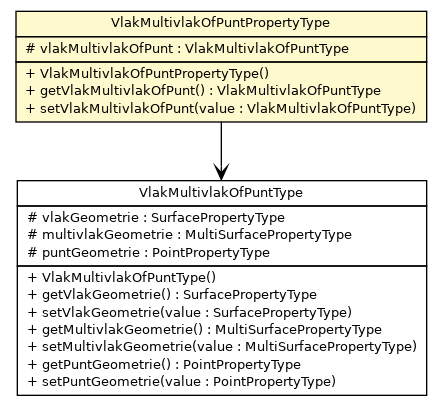 VlakMultivlakOfPuntPropertyType
# vlakMultivlakOfPunt : VlakMultivlakOfPuntType
+ VlakMultivlakOfPuntPropertyType()
+ getVlakMultivlakOfPunt() : VlakMultivlakOfPuntType
+ setVlakMultivlakOfPunt(value : VlakMultivlakOfPuntType)
VlakMultivlakOfPuntType
# vlakGeometrie : SurfacePropertyType
# multivlakGeometrie : MultiSurfacePropertyType
# puntGeometrie : PointPropertyType
+ VlakMultivlakOfPuntType()
+ getVlakGeometrie() : SurfacePropertyType
+ setVlakGeometrie(value : SurfacePropertyType)
+ getMultivlakGeometrie() : MultiSurfacePropertyType
+ setMultivlakGeometrie(value : MultiSurfacePropertyType)
+ getPuntGeometrie() : PointPropertyType
+ setPuntGeometrie(value : PointPropertyType)